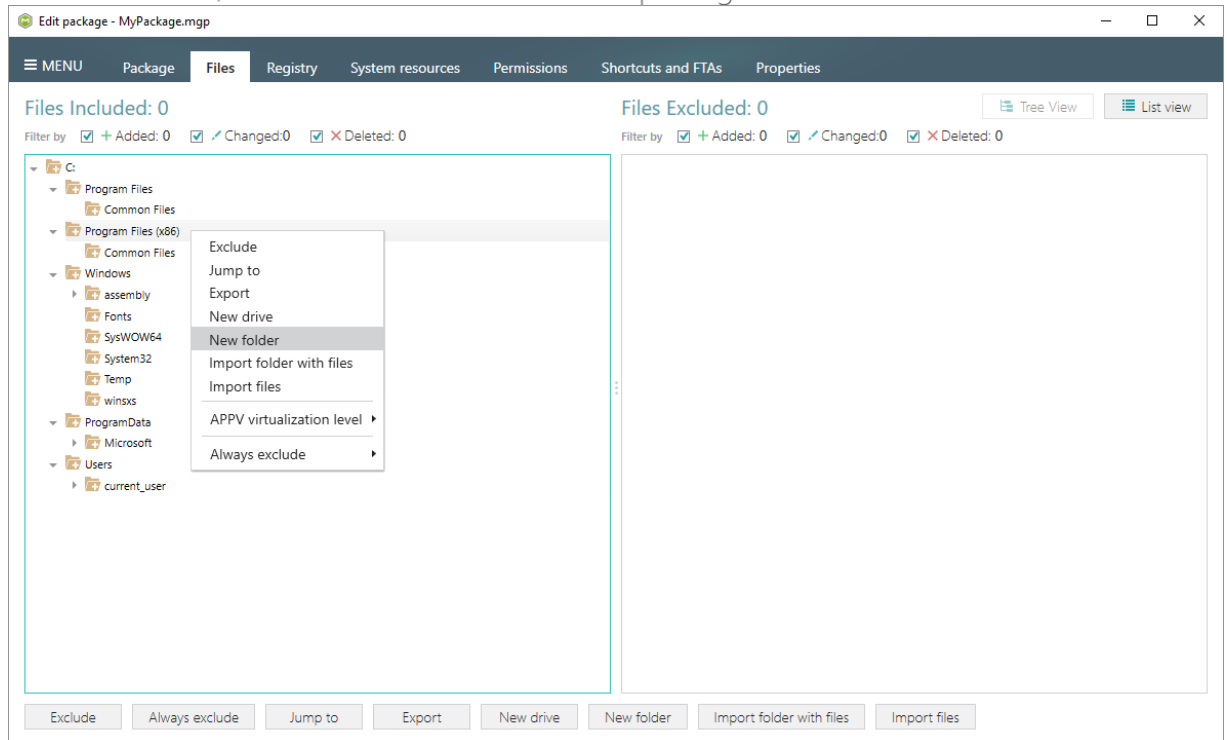 Edit package - MyPackage.mgp
MENU Package Files Registry System resources Permissions Shortcuts and FTAs Properties
Files Included: 0
Filter by + Added: 0 Changed:0 Deleted: 0
Files Excluded: 0
Tree View List view
Filter by + Added: 0 Changed:0 Deleted: 0
C:
Program Files
Common Files
Program Files (x86)
Common Files
Windows
assembly
Fonts
SysWOW64
System32
Temp
winsxs
ProgramData
Microsoft
Users
current_user
Exclude
Jump to
Export
New drive
New folder
Import folder with files
Import files
APPV virtualization level
Always exclude
Exclude Always exclude Jump to Export New drive New folder Import folder with files Import files